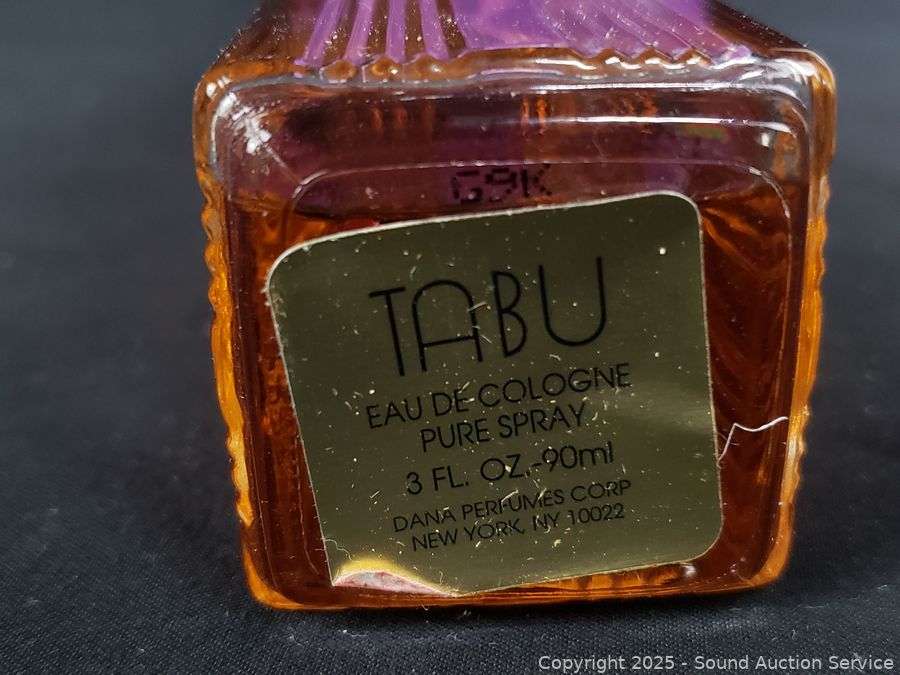 G9K
TABU
EAU DE COLOGNE
PURE SPRAY
3 FL. OZ.-90ml
DANA PERFUMES CORP
NEW YORK, NY 10022
Copyright 2025 - Sound Auction Service